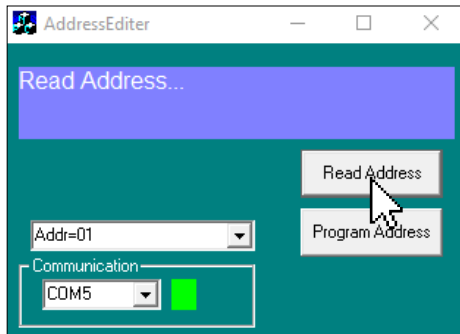 AddressEditer
Read Address...
Read Address
Addr=01
Program Address
Communication
COM5